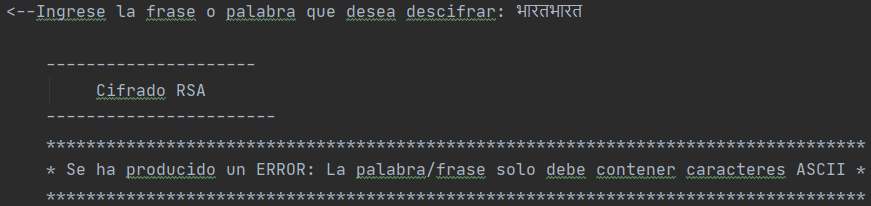 <--Ingrese la frase o palabra que desea descifrar: भारतभारत
---------------------
Cifrado RSA
-----------------------
**********************************************************************************
* Se ha producido un ERROR: La palabra/frase solo debe contener caracteres ASCII *
**********************************************************************************